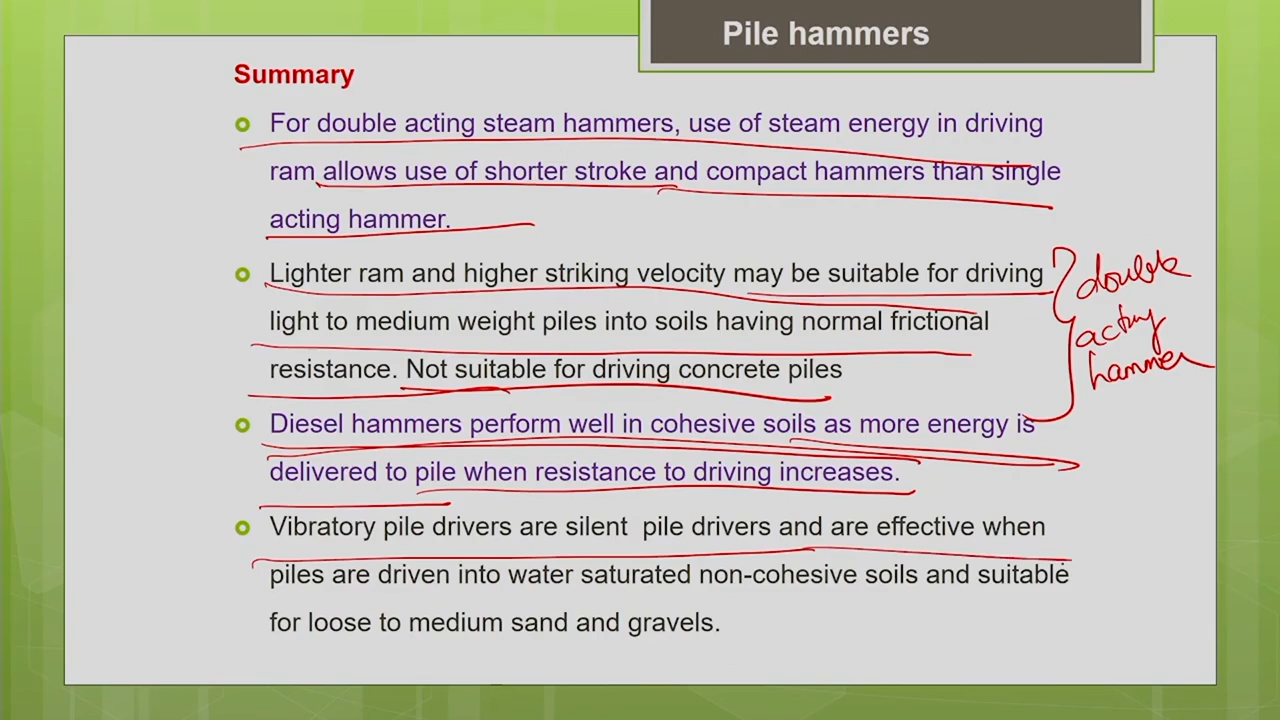 Pile hammers
Summary
For double acting steam hammers, use of steam energy in driving
ram allows use of shorter stroke and compact hammers than single
acting hammer.
Lighter ram and higher striking velocity may be suitable for driving
light to medium weight piles into soils having normal frictional
resistance. Not suitable for driving concrete piles
double
acting
hammer
Diesel hammers perform well in cohesive soils as more energy is
delivered to pile when resistance to driving increases.
Vibratory pile drivers are silent pile drivers and are effective when
piles are driven into water saturated non-cohesive soils and suitable
for loose to medium sand and gravels.